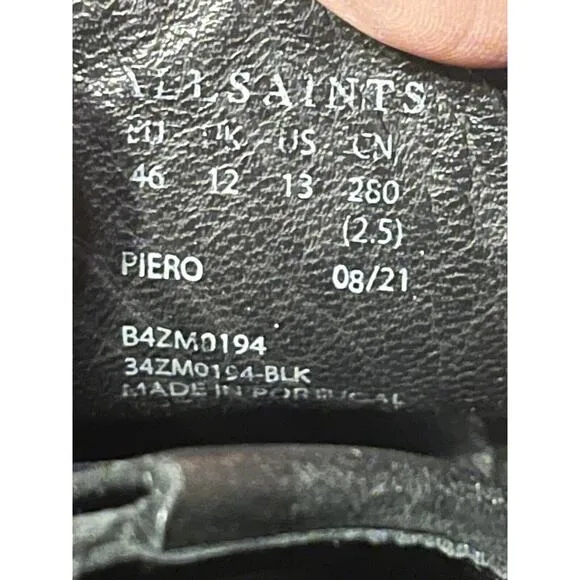 ALLSAINTS
EU UK US CN
46 12 13 280
(2.5)
PIERO 08/21
B4ZM0194
34ZM0194-BLK
MADE IN PORTUGAL